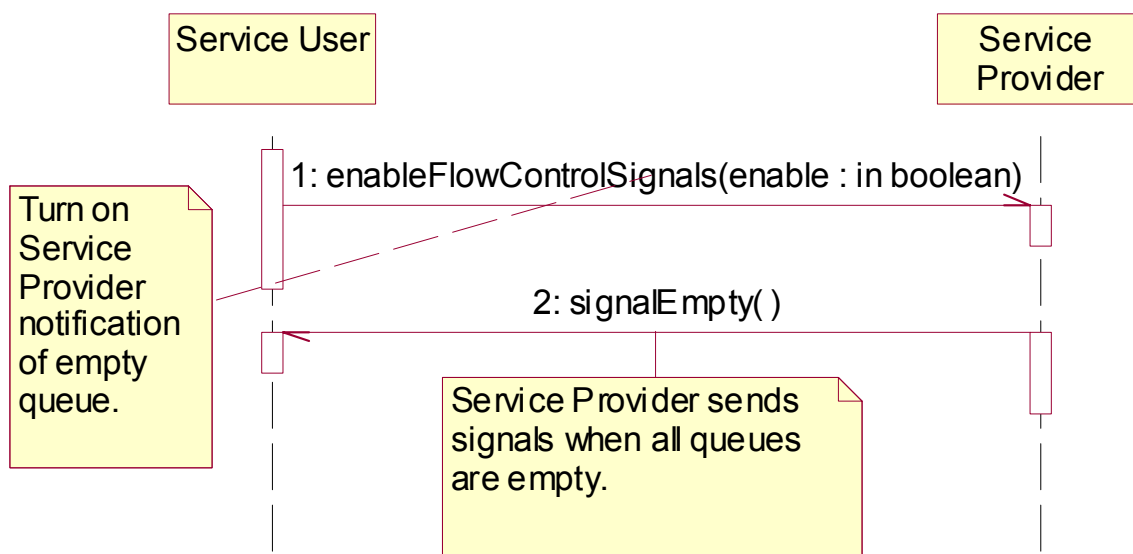 Service User
Service
Provider
1: enableFlowControlSignals(enable : in boolean)
Turn on
Service
Provider
notification
of empty
queue.
2: signalEmpty( )
Service Provider sends
signals when all queues
are empty.